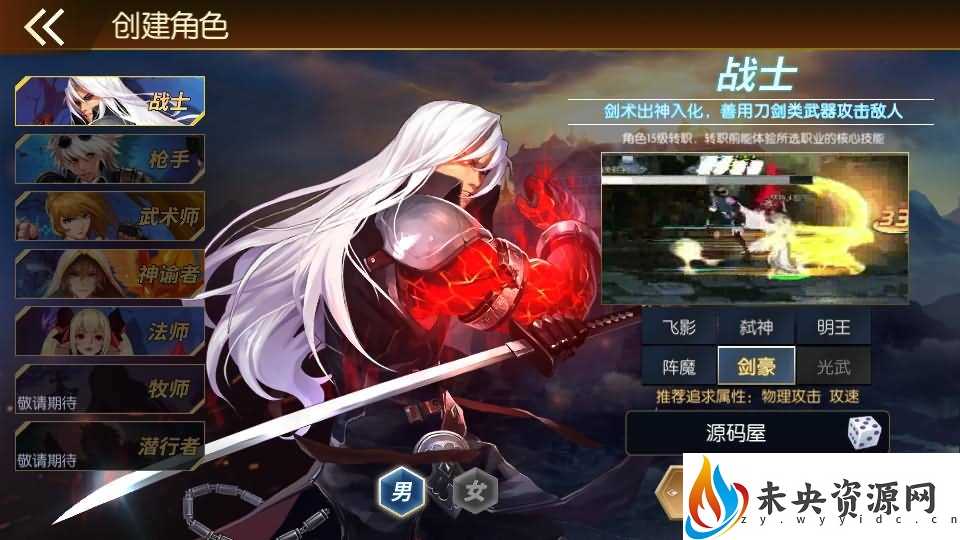 创建角色
战士
枪手
武术师
神谕者
法师
牧师
敬请期待
潜行者
敬请期待
战士
剑术出神入化，善用刀剑类武器攻击敌人
角色15级转职，转职前能体验所选职业的核心技能
33
飞影 弑神 明王
阵魔 剑豪 光武
推荐追求属性：物理攻击 攻速
源码屋
男 女
未央资源网
zy.wyyidc.cn